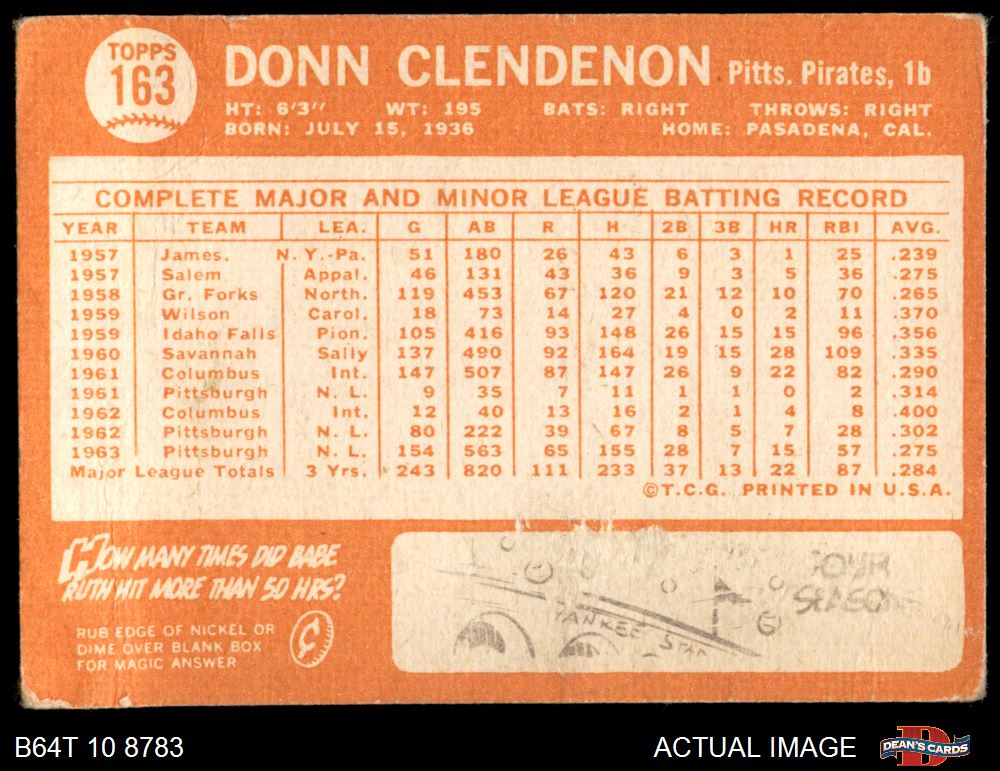 TOPPS
163
DONN CLENDENON Pitts. Pirates, 1b
HT: 6'3" WT: 195 BATS: RIGHT THROWS: RIGHT
BORN: JULY 15, 1936 HOME: PASADENA, CAL.
COMPLETE MAJOR AND MINOR LEAGUE BATTING RECORD
YEAR TEAM LEA. G AB R H 2B 3B HR RBI AVG.
1957 James. N. Y.-Pa. 51 180 26 43 6 3 1 25 .239
1957 Salem Appal. 46 131 43 36 9 3 5 36 .275
1958 Gr. Forks North. 119 453 67 120 21 12 10 70 .265
1959 Wilson Carol. 18 73 14 27 4 0 2 11 .370
1959 Idaho Falls Pion. 105 416 93 148 26 15 15 96 .356
1960 Savannah Sally 137 490 92 164 19 15 28 109 .335
1961 Columbus Int. 147 507 87 147 26 9 22 82 .290
1961 Pittsburgh N. L. 9 35 7 11 1 1 0 2 .314
1962 Columbus Int. 12 40 13 16 2 1 4 8 .400
1962 Pittsburgh N. L. 80 222 39 67 8 5 7 28 .302
1963 Pittsburgh N. L. 154 563 65 155 28 7 15 57 .275
Major League Totals 3 Yrs. 243 820 111 233 37 13 22 87 .284
©T.C.G. PRINTED IN U.S.A.
HOW MANY TIMES DID BABE
RUTH HIT MORE THAN 50 HRS?
RUB EDGE OF NICKEL OR
DIME OVER BLANK BOX
FOR MAGIC ANSWER
FOUR
SEASONS
YANKEE STAR
B64T 10 8783 ACTUAL IMAGE DEAN'S CARDS